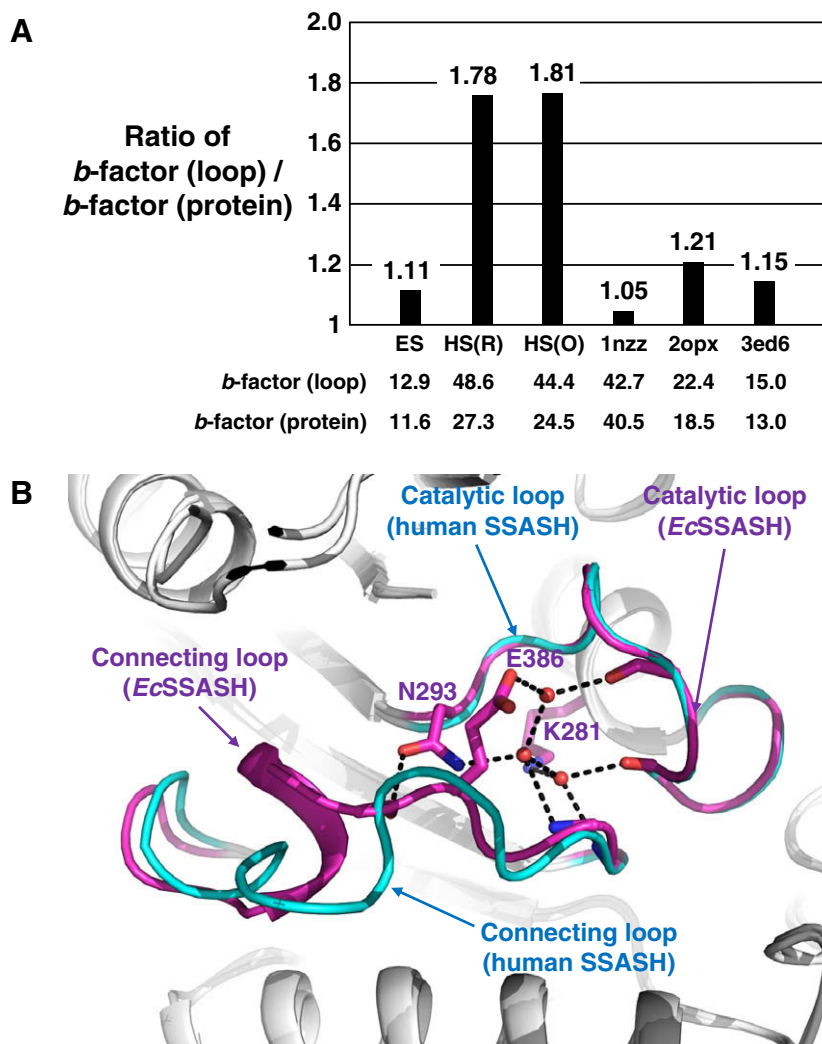 A
Ratio of
b-factor (loop) /
b-factor (protein)
2.0
1.8
1.6
1.4
1.2
1
1.11
1.78
1.81
1.05
1.21
1.15
ES HS(R) HS(O) 1nzz 2opx 3ed6
b-factor (loop) 12.9 48.6 44.4 42.7 22.4 15.0
b-factor (protein) 11.6 27.3 24.5 40.5 18.5 13.0
B
Catalytic loop
(human SSASH)
Catalytic loop
(EcSSASH)
Connecting loop
(EcSSASH)
E386
N293
K281
Connecting loop
(human SSASH)